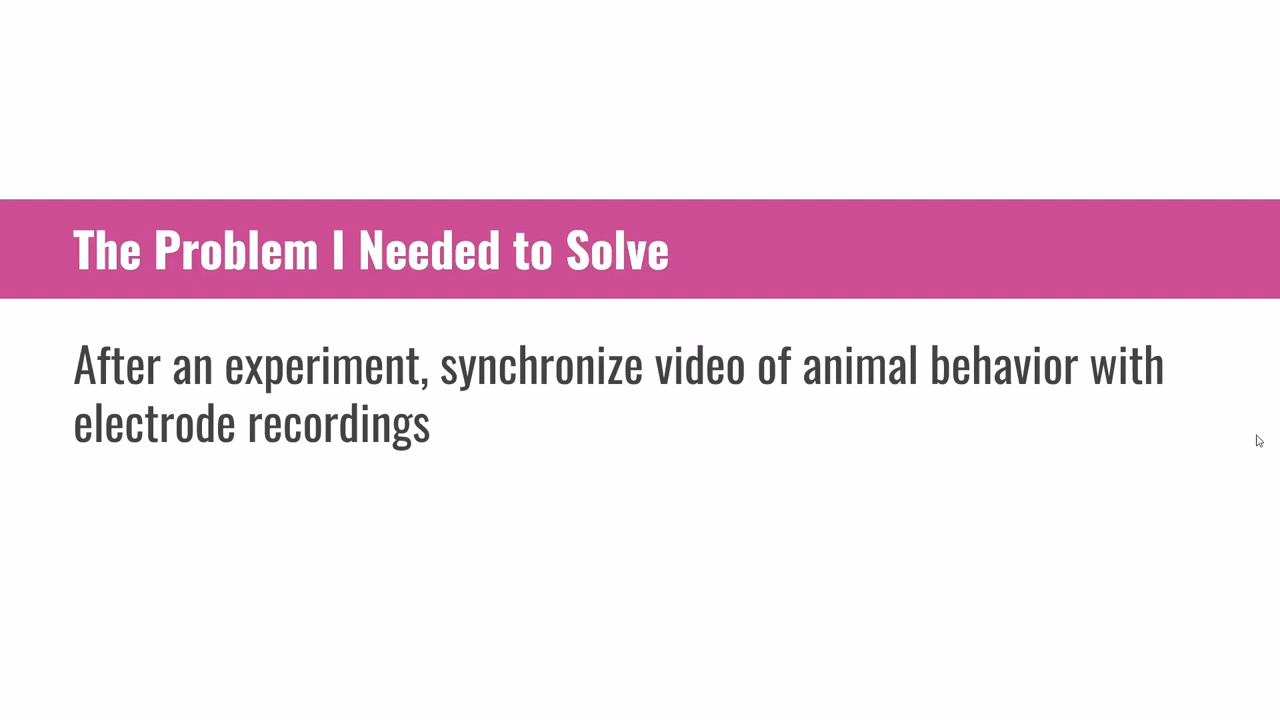 The Problem I Needed to Solve
After an experiment, synchronize video of animal behavior with
electrode recordings